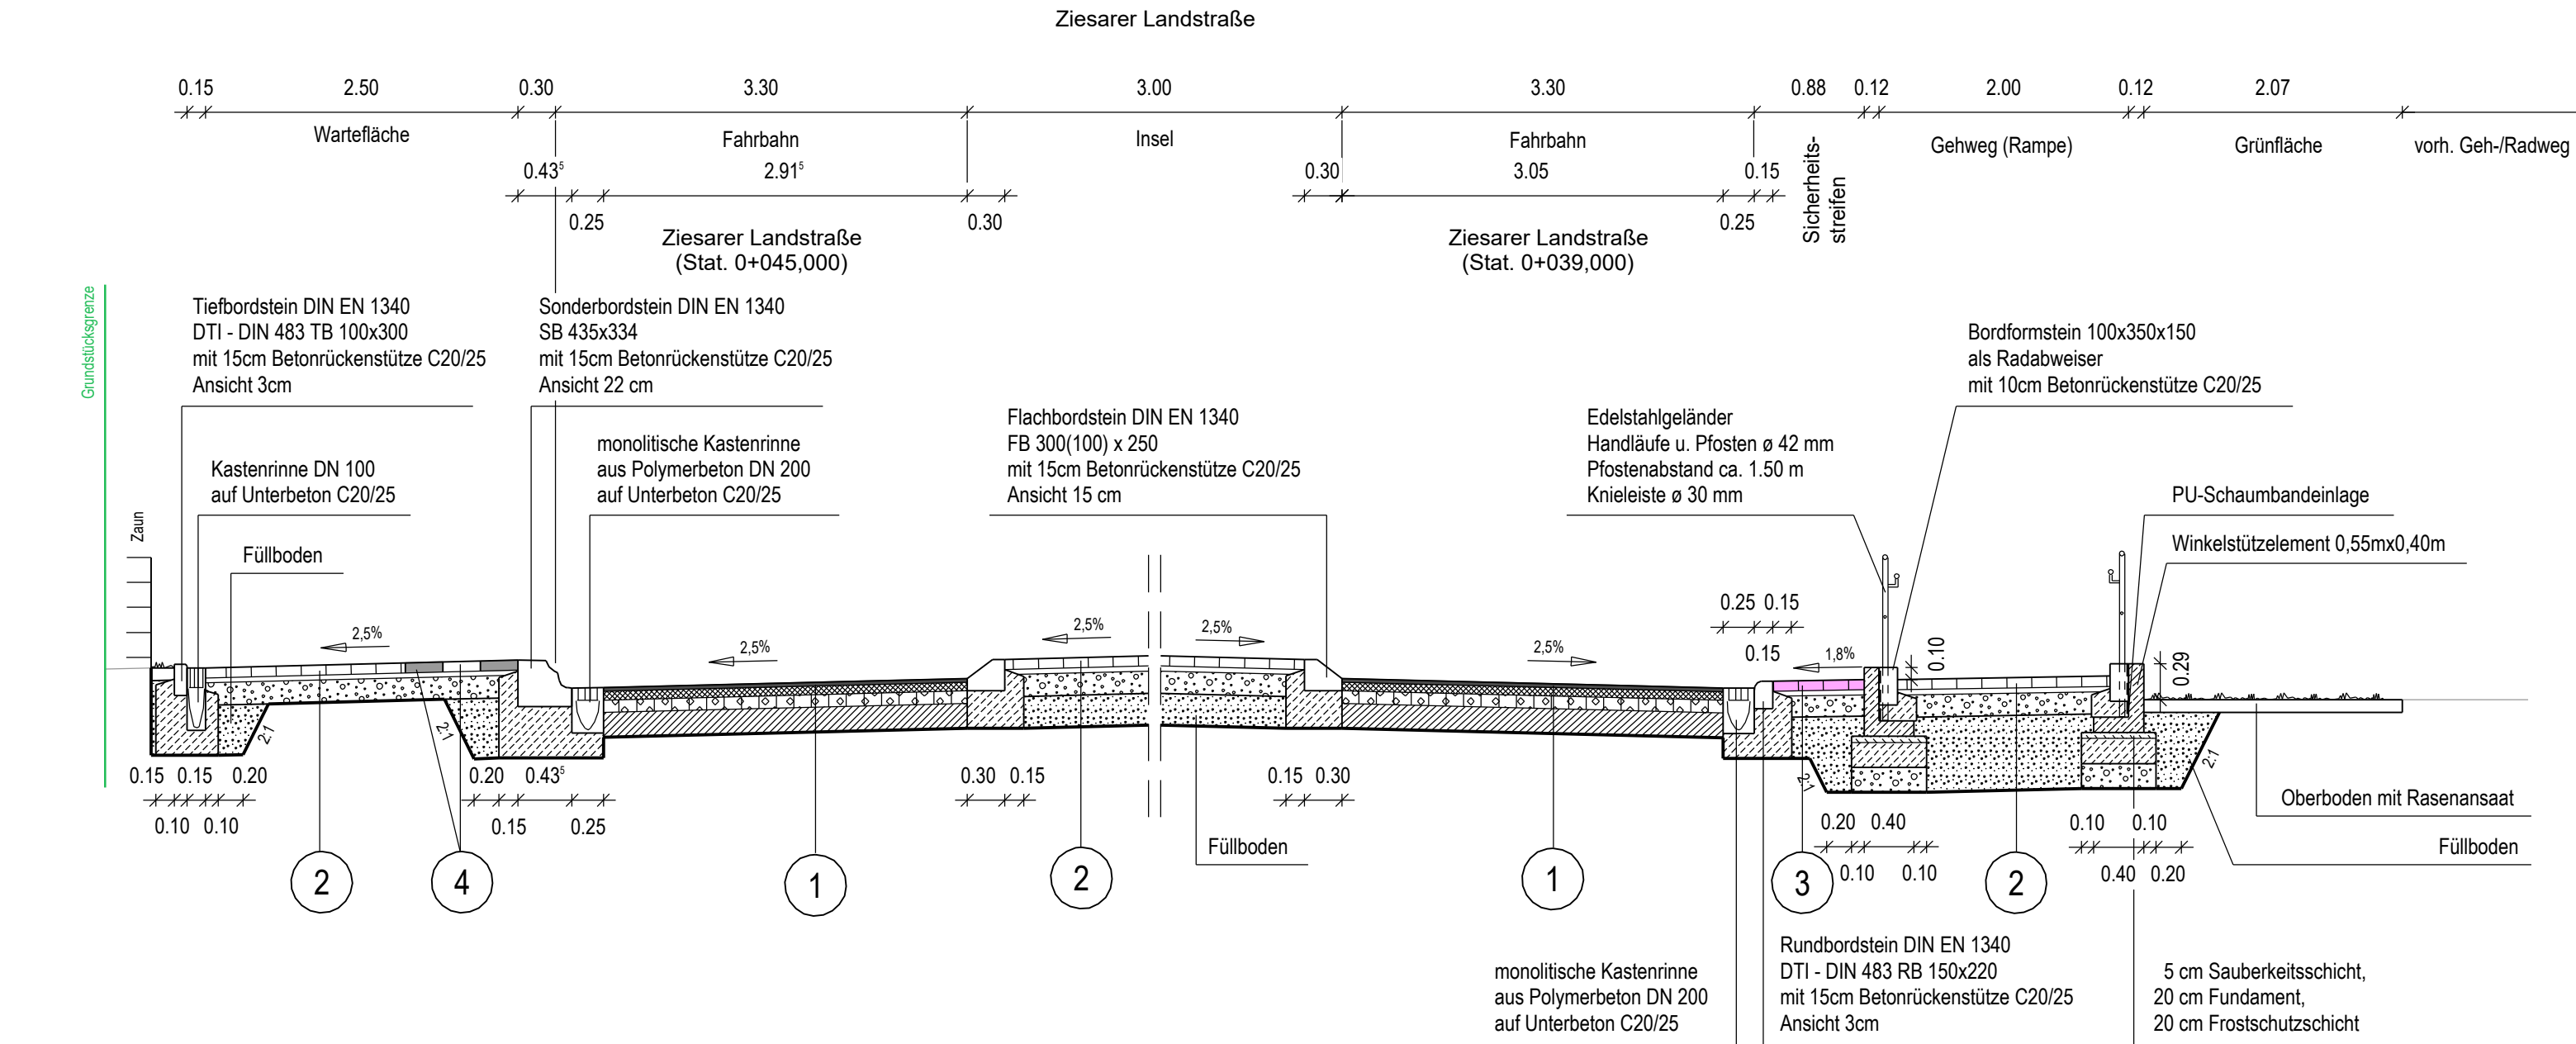 Ziesarer Landstraße
0.15
2.50
0.30
3.30
3.00
3.30
0.88
0.12
2.00
0.12
2.07
Wartefläche
Fahrbahn
Insel
Fahrbahn
Sicherheits-
streifen
Gehweg (Rampe)
Grünfläche
vorh. Geh-/Radweg
0.43⁵
2.91⁵
0.30
3.05
0.15
0.25
0.30
0.25
Ziesarer Landstraße
(Stat. 0+045,000)
Ziesarer Landstraße
(Stat. 0+039,000)
Grundstücksgrenze
Tiefbordstein DIN EN 1340
DTI - DIN 483 TB 100x300
mit 15cm Betonrückenstütze C20/25
Ansicht 3cm
Sonderbordstein DIN EN 1340
SB 435x334
mit 15cm Betonrückenstütze C20/25
Ansicht 22 cm
Bordformstein 100x350x150
als Radabweiser
mit 10cm Betonrückenstütze C20/25
Kastenrinne DN 100
auf Unterbeton C20/25
monolitische Kastenrinne
aus Polymerbeton DN 200
auf Unterbeton C20/25
Flachbordstein DIN EN 1340
FB 300(100) x 250
mit 15cm Betonrückenstütze C20/25
Ansicht 15 cm
Edelstahlgeländer
Handläufe u. Pfosten ø 42 mm
Pfostenabstand ca. 1.50 m
Knieleiste ø 30 mm
PU-Schaumbandeinlage
Winkelstützelement 0,55mx0,40m
Zaun
Füllboden
2,5%
2,5%
2,5%
2,5%
2,5%
0.25
0.15
0.15
1,8%
0.10
0.29
2:1
2:1
2:1
2:1
0.15
0.15
0.20
0.10
0.10
0.20
0.43⁵
0.15
0.25
0.30
0.15
0.15
0.30
0.20
0.40
0.10
0.10
0.10
0.10
0.40
0.20
Oberboden mit Rasenansaat
Füllboden
Füllboden
2
4
1
2
1
3
2
monolitische Kastenrinne
aus Polymerbeton DN 200
auf Unterbeton C20/25
Rundbordstein DIN EN 1340
DTI - DIN 483 RB 150x220
mit 15cm Betonrückenstütze C20/25
Ansicht 3cm
5 cm Sauberkeitsschicht,
20 cm Fundament,
20 cm Frostschutzschicht